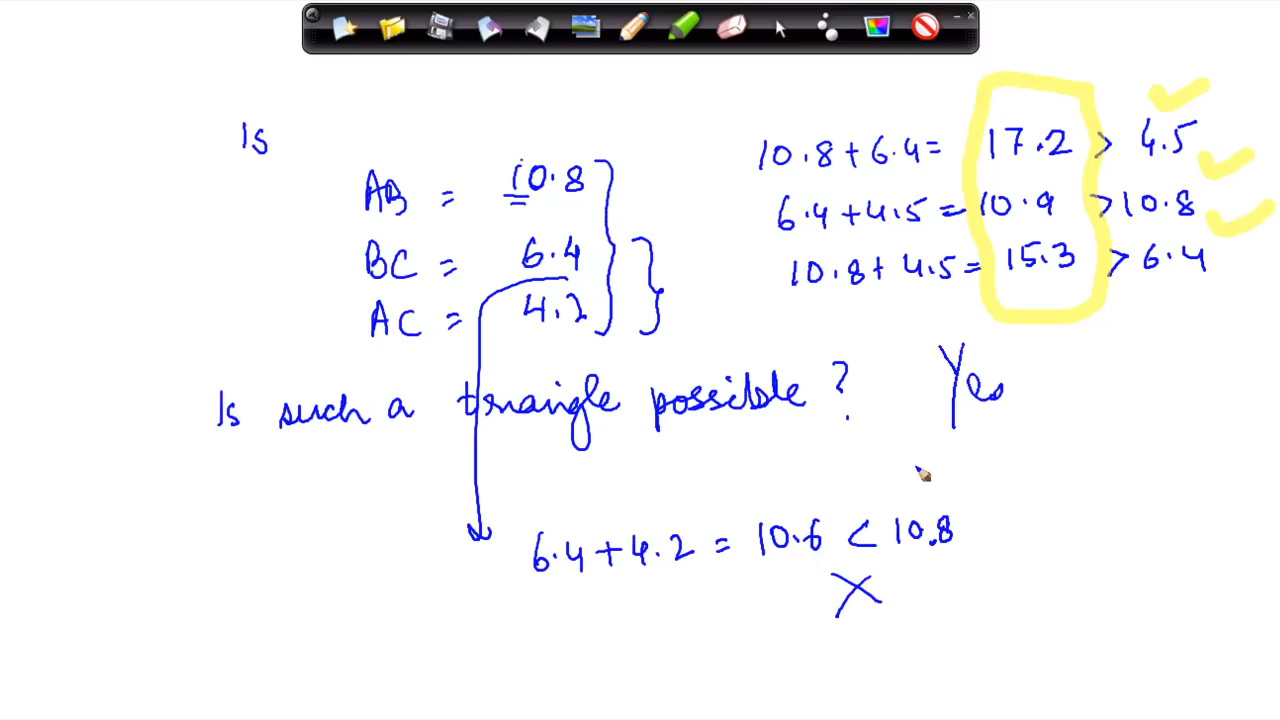 Is
AB = 10.8
BC = 6.4
AC = 4.2
10.8 + 6.4 = 17.2 > 4.5
6.4 + 4.5 = 10.9 > 10.8
10.8 + 4.5 = 15.3 > 6.4
Is such a triangle possible ? Yes
6.4 + 4.2 = 10.6 < 10.8